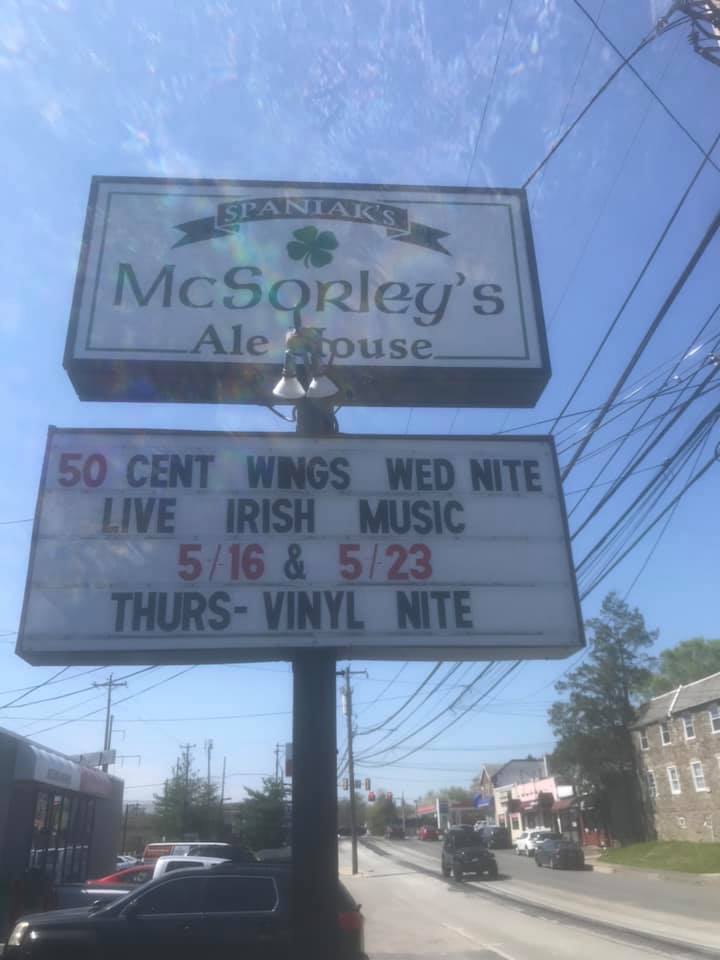 SPANIAK'S
McSorley's
Ale House
50 CENT WINGS WED NITE
LIVE IRISH MUSIC
5/16 & 5/23
THURS- VINYL NITE